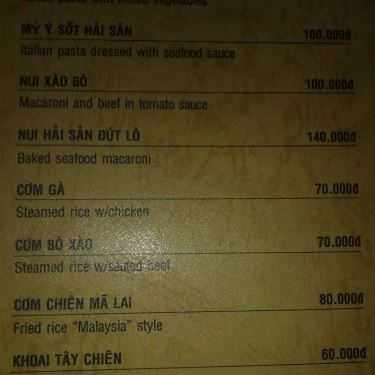 vegetables
MỲ Ý SỐT HẢI SẢN 100.000đ
Italian pasta dressed with seafood sauce
NUI XÀO BÒ 100.000đ
Macaroni and beef in tomato sauce
NUI HẢI SẢN ĐÚT LÒ 140.000đ
Baked seafood macaroni
CƠM GÀ 70.000đ
Steamed rice w/chicken
CƠM BÒ XÀO 70.000đ
Steamed rice w/sauted beef
CƠM CHIÊN MÃ LAI 80.000đ
Fried rice "Malaysia" style
KHOAI TÂY CHIÊN 60.000đ